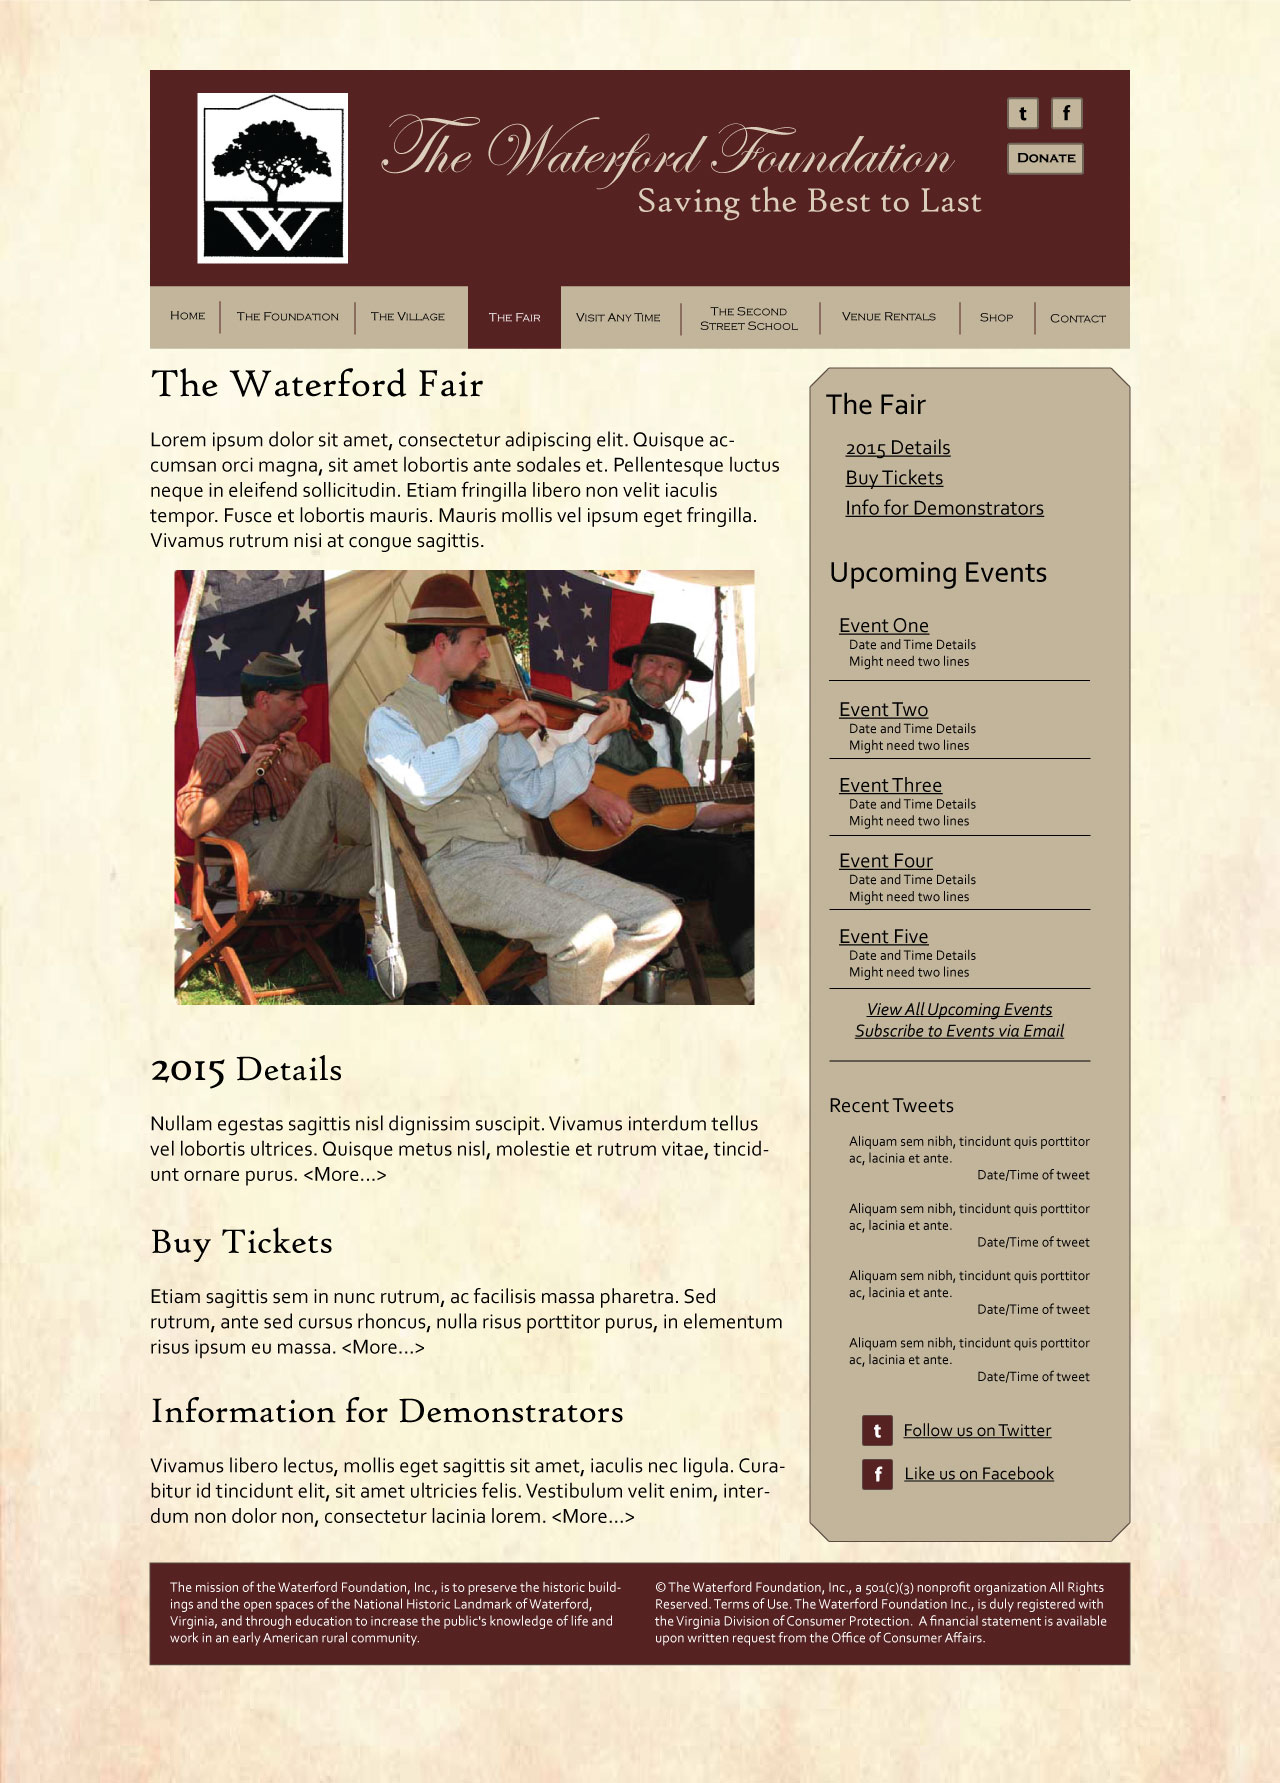 W
The Waterford Foundation
Saving the Best to Last
t
f
Donate
Home
The Foundation
The Village
The Fair
Visit Any Time
The Second
Street School
Venue Rentals
Shop
Contact
The Waterford Fair
Lorem ipsum dolor sit amet, consectetur adipiscing elit. Quisque ac-
cumsan orci magna, sit amet lobortis ante sodales et. Pellentesque luctus
neque in eleifend sollicitudin. Etiam fringilla libero non velit iaculis
tempor. Fusce et lobortis mauris. Mauris mollis vel ipsum eget fringilla.
Vivamus rutrum nisi at congue sagittis.
2015 Details
Nullam egestas sagittis nisl dignissim suscipit. Vivamus interdum tellus
vel lobortis ultrices. Quisque metus nisl, molestie et rutrum vitae, tincid-
unt ornare purus. <More...>
Buy Tickets
Etiam sagittis sem in nunc rutrum, ac facilisis massa pharetra. Sed
rutrum, ante sed cursus rhoncus, nulla risus porttitor purus, in elementum
risus ipsum eu massa. <More...>
Information for Demonstrators
Vivamus libero lectus, mollis eget sagittis sit amet, iaculis nec ligula. Cura-
bitur id tincidunt elit, sit amet ultricies felis. Vestibulum velit enim, inter-
dum non dolor non, consectetur lacinia lorem. <More...>
The Fair
2015 Details
Buy Tickets
Info for Demonstrators
Upcoming Events
Event One
Date and Time Details
Might need two lines
Event Two
Date and Time Details
Might need two lines
Event Three
Date and Time Details
Might need two lines
Event Four
Date and Time Details
Might need two lines
Event Five
Date and Time Details
Might need two lines
View All Upcoming Events
Subscribe to Events via Email
Recent Tweets
Aliquam sem nibh, tincidunt quis porttitor
ac, lacinia et ante.
Date/Time of tweet
Aliquam sem nibh, tincidunt quis porttitor
ac, lacinia et ante.
Date/Time of tweet
Aliquam sem nibh, tincidunt quis porttitor
ac, lacinia et ante.
Date/Time of tweet
Aliquam sem nibh, tincidunt quis porttitor
ac, lacinia et ante.
Date/Time of tweet
t Follow us on Twitter
f Like us on Facebook
The mission of the Waterford Foundation, Inc., is to preserve the historic build-
ings and the open spaces of the National Historic Landmark of Waterford,
Virginia, and through education to increase the public's knowledge of life and
work in an early American rural community.
© The Waterford Foundation, Inc., a 501(c)(3) nonprofit organization All Rights
Reserved. Terms of Use. The Waterford Foundation Inc., is duly registered with
the Virginia Division of Consumer Protection. A financial statement is available
upon written request from the Office of Consumer Affairs.